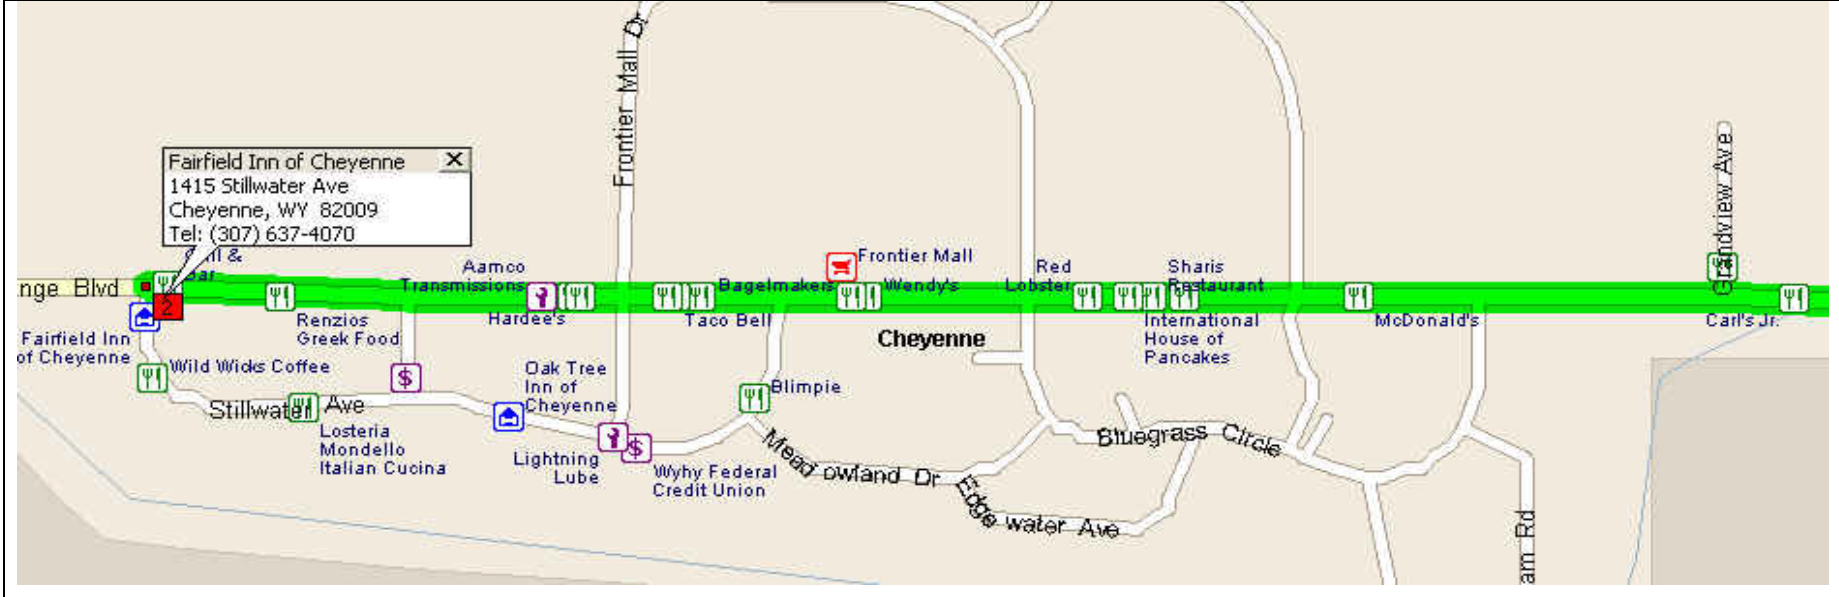 Frontier Mall Dr
Grandview Ave
Fairfield Inn of Cheyenne
1415 Stillwater Ave
Cheyenne, WY 82009
Tel: (307) 637-4070
&
Bar
nge Blvd
2
Aamco
Transmissions
Frontier Mall
Bagelmakers
Wendy's
Red
Lobster
Sharis
Restaurant
Renzios
Greek Food
Hardee's
Taco Bell
Cheyenne
International
House of
Pancakes
McDonald's
Carl's Jr.
Fairfield Inn
of Cheyenne
Wild Wicks Coffee
Oak Tree
Inn of
Cheyenne
Blimpie
Stillwater Ave
Losteria
Mondello
Italian Cucina
Lightning
Lube
$
$
Wyhy Federal
Credit Union
Meadowland Dr
Bluegrass Circle
Edgewater Ave
am Rd